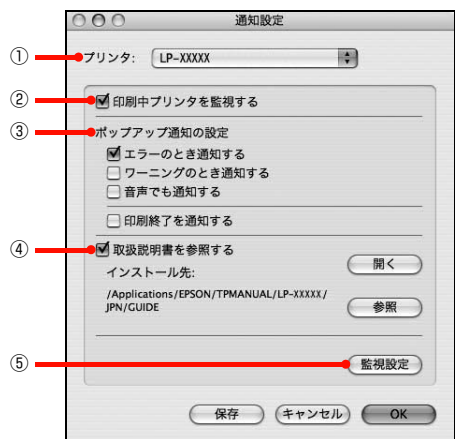 通知設定
① プリンタ: LP-XXXXX
② 印刷中プリンタを監視する
③ ポップアップ通知の設定
エラーのとき通知する
ワーニングのとき通知する
音声でも通知する
印刷終了を通知する
④ 取扱説明書を参照する
開く
インストール先:
/Applications/EPSON/TPMANUAL/LP-XXXXX/
JPN/GUIDE
参照
⑤ 監視設定
保存 キャンセル OK